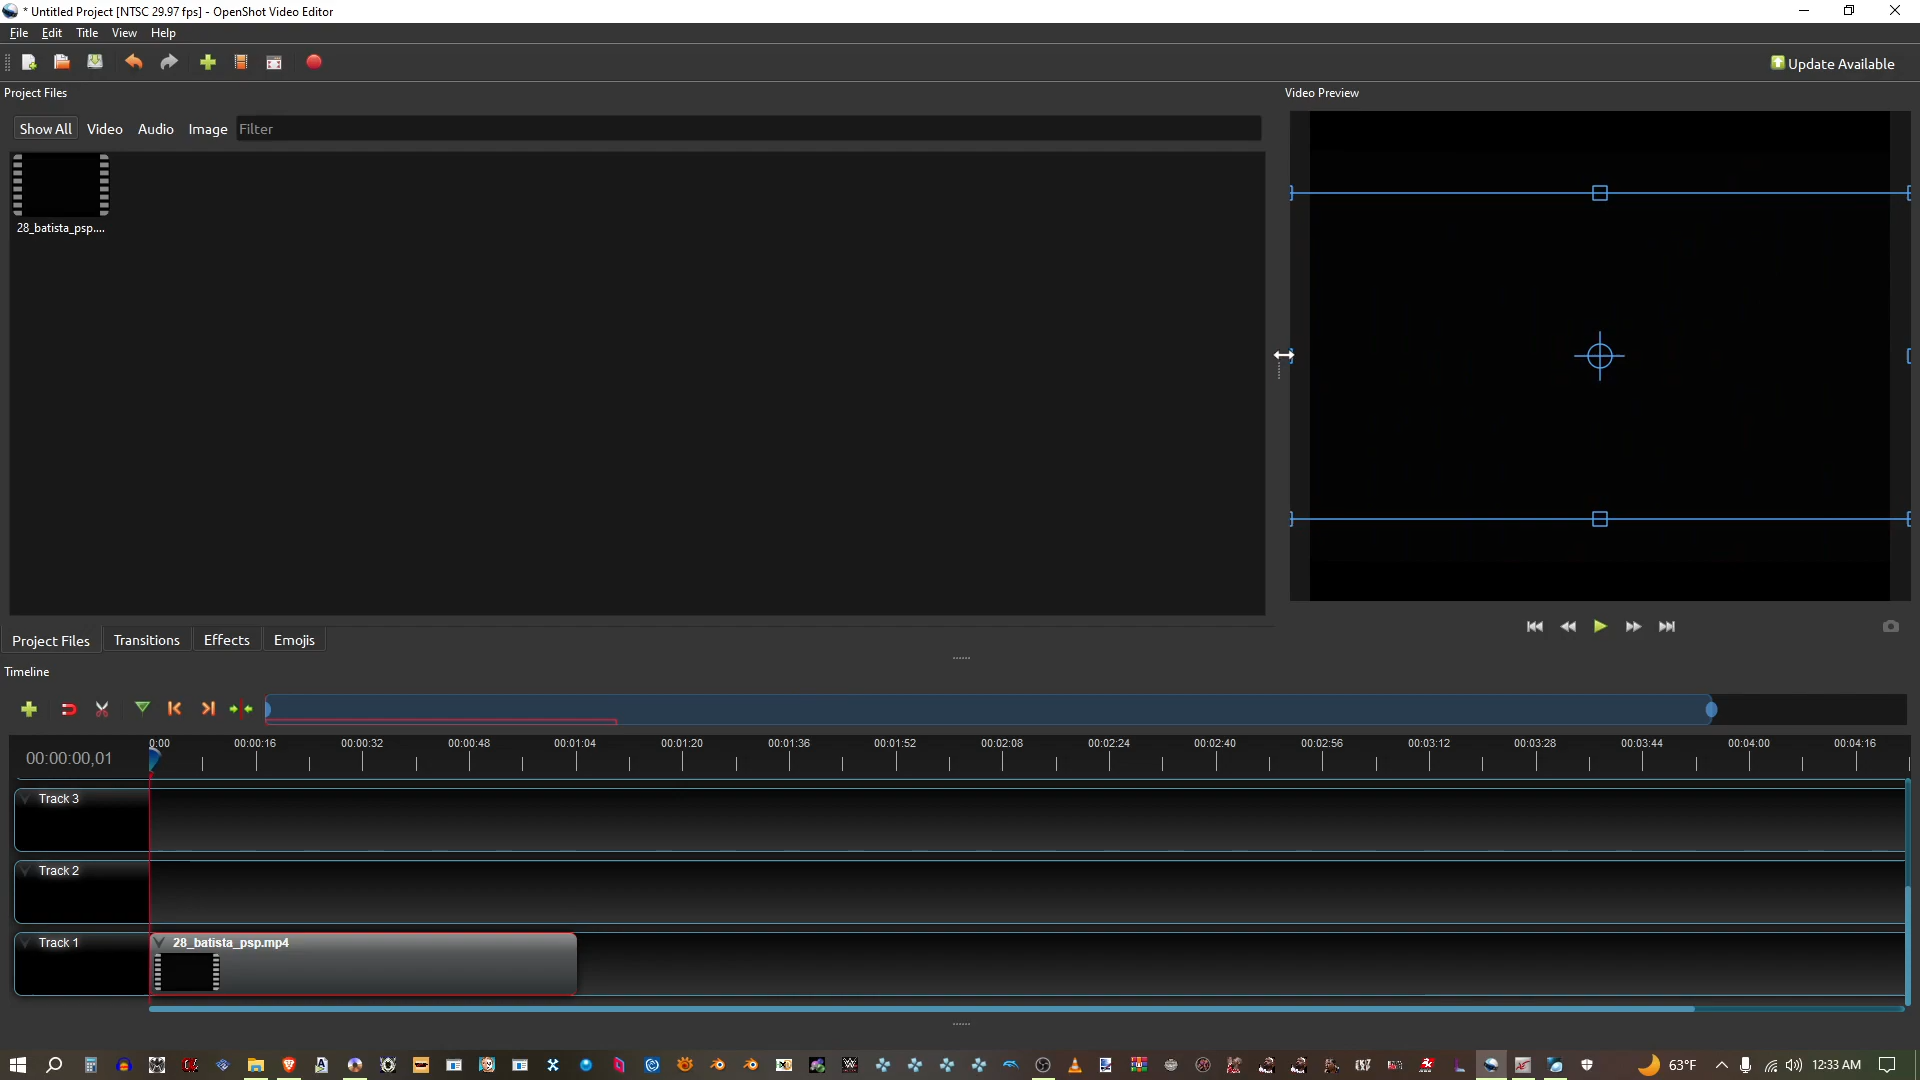 * Untitled Project [NTSC 29.97 fps] - OpenShot Video Editor
File Edit Title View Help
Update Available
Project Files
Video Preview
Show All Video Audio Image Filter
28_batista_psp....
Project Files Transitions Effects Emojis
Timeline
00:00:00,01
0:00 00:00:16 00:00:32 00:00:48 00:01:04 00:01:20 00:01:36 00:01:52 00:02:08 00:02:24 00:02:40 00:02:56 00:03:12 00:03:28 00:03:44 00:04:00 00:04:16
Track 3
Track 2
Track 1
28_batista_psp.mp4
63°F 12:33 AM